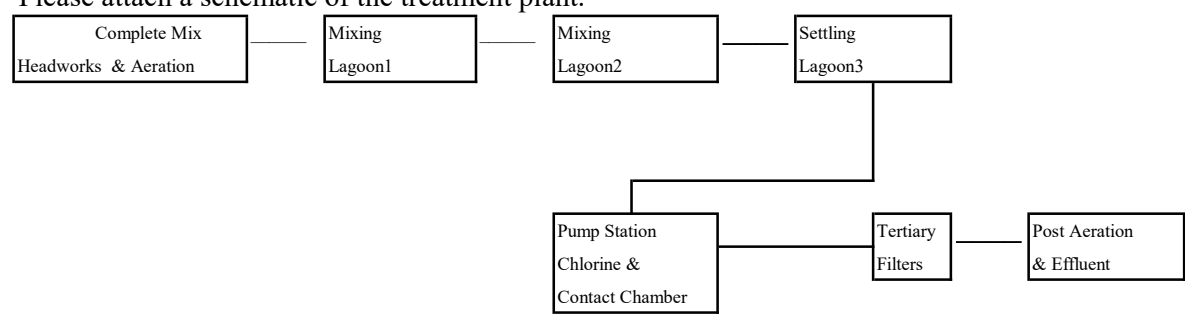 Please attach a schematic of the treatment plant.
Complete Mix
Headworks & Aeration
Mixing
Lagoon1
Mixing
Lagoon2
Settling
Lagoon3
Pump Station
Chlorine &
Contact Chamber
Tertiary
Filters
Post Aeration
& Effluent